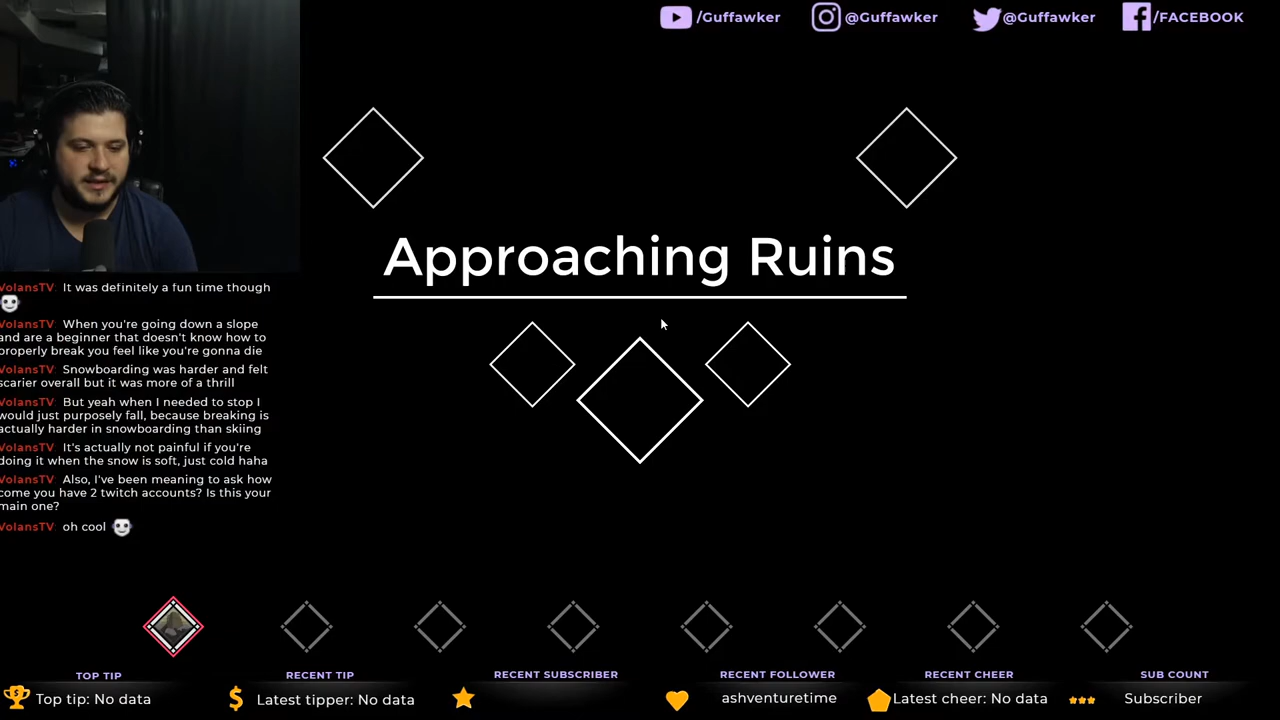 /Guffawker @Guffawker @Guffawker /FACEBOOK
Approaching Ruins
VolansTV: It was definitely a fun time though
VolansTV: When you're going down a slope
and are a beginner that doesn't know how to
properly break you feel like you're gonna die
VolansTV: Snowboarding was harder and felt
scarier overall but it was more of a thrill
VolansTV: But yeah when I needed to stop I
would just purposely fall, because breaking is
actually harder in snowboarding than skiing
VolansTV: It's actually not painful if you're
doing it when the snow is soft, just cold haha
VolansTV: Also, I've been meaning to ask how
come you have 2 twitch accounts? Is this your
main one?
VolansTV: oh cool
TOP TIP RECENT TIP RECENT SUBSCRIBER RECENT FOLLOWER RECENT CHEER SUB COUNT
Top tip: No data Latest tipper: No data ashventuretime Latest cheer: No data Subscriber